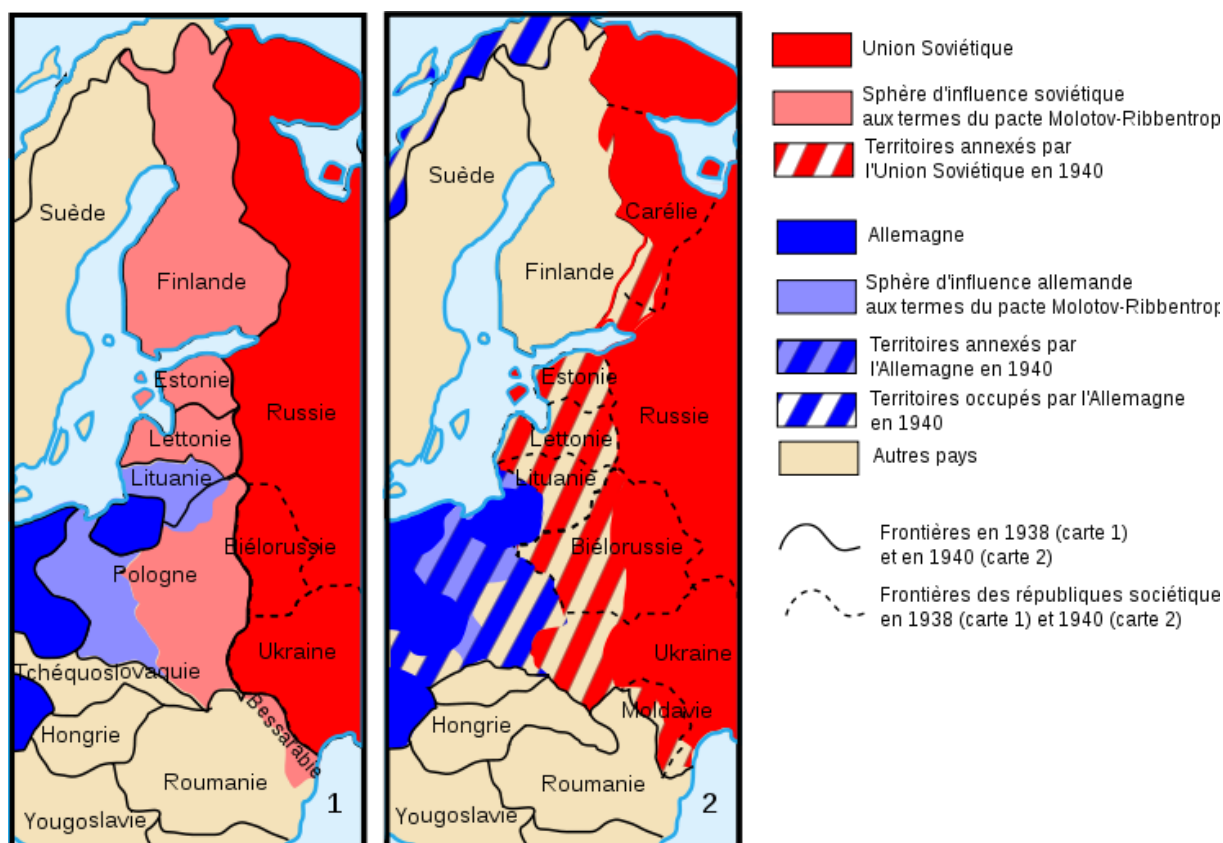 Suède
Finlande
Estonie
Lettonie
Lituanie
Russie
Biélorussie
Pologne
Ukraine
Tchéquoslovaquie
Bessarabie
Hongrie
Roumanie
Yougoslavie
1
Suède
Carélie
Finlande
Estonie
Russie
Lettonie
Lituanie
Biélorussie
Ukraine
Moldavie
Hongrie
Roumanie
Yougoslavie
2
Union Soviétique
Sphère d'influence soviétique
aux termes du pacte Molotov-Ribbentrop
Territoires annexés par
l'Union Soviétique en 1940
Allemagne
Sphère d'influence allemande
aux termes du pacte Molotov-Ribbentrop
Territoires annexés par
l'Allemagne en 1940
Territoires occupés par l'Allemagne
en 1940
Autres pays
Frontières en 1938 (carte 1)
et en 1940 (carte 2)
Frontières des républiques sociétique
en 1938 (carte 1) et 1940 (carte 2)